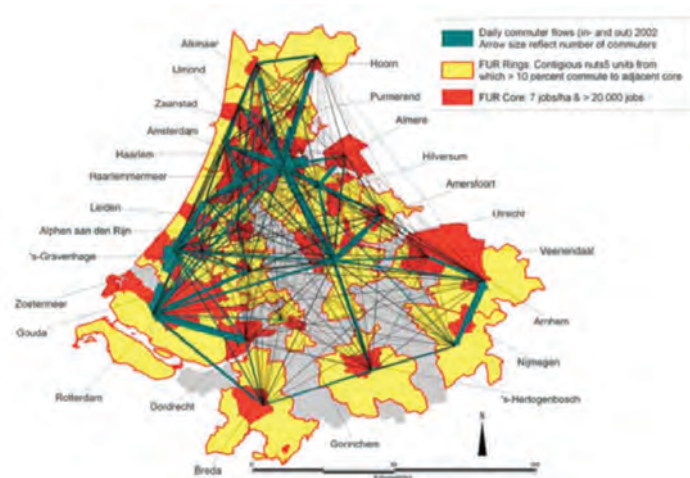 Daily commuter flows (in- and out) 2002
Arrow size reflect number of commuters
FUR Rings: Contigious nuts5 units from
which > 10 percent commute to adjacent core
FUR Core: 7 jobs/ha & > 20 000 jobs
Alkmaar
IJmond
Zaanstad
Amsterdam
Haarlem
Haarlemmermeer
Leiden
Alphen aan den Rijn
's-Gravenhage
Zoetermeer
Gouda
Rotterdam
Dordrecht
Breda
Gorinchem
's-Hertogenbosch
Nijmegen
Arnhem
Veenendaal
Utrecht
Amersfoort
Hilversum
Almere
Purmerend
Hoorn
N
0